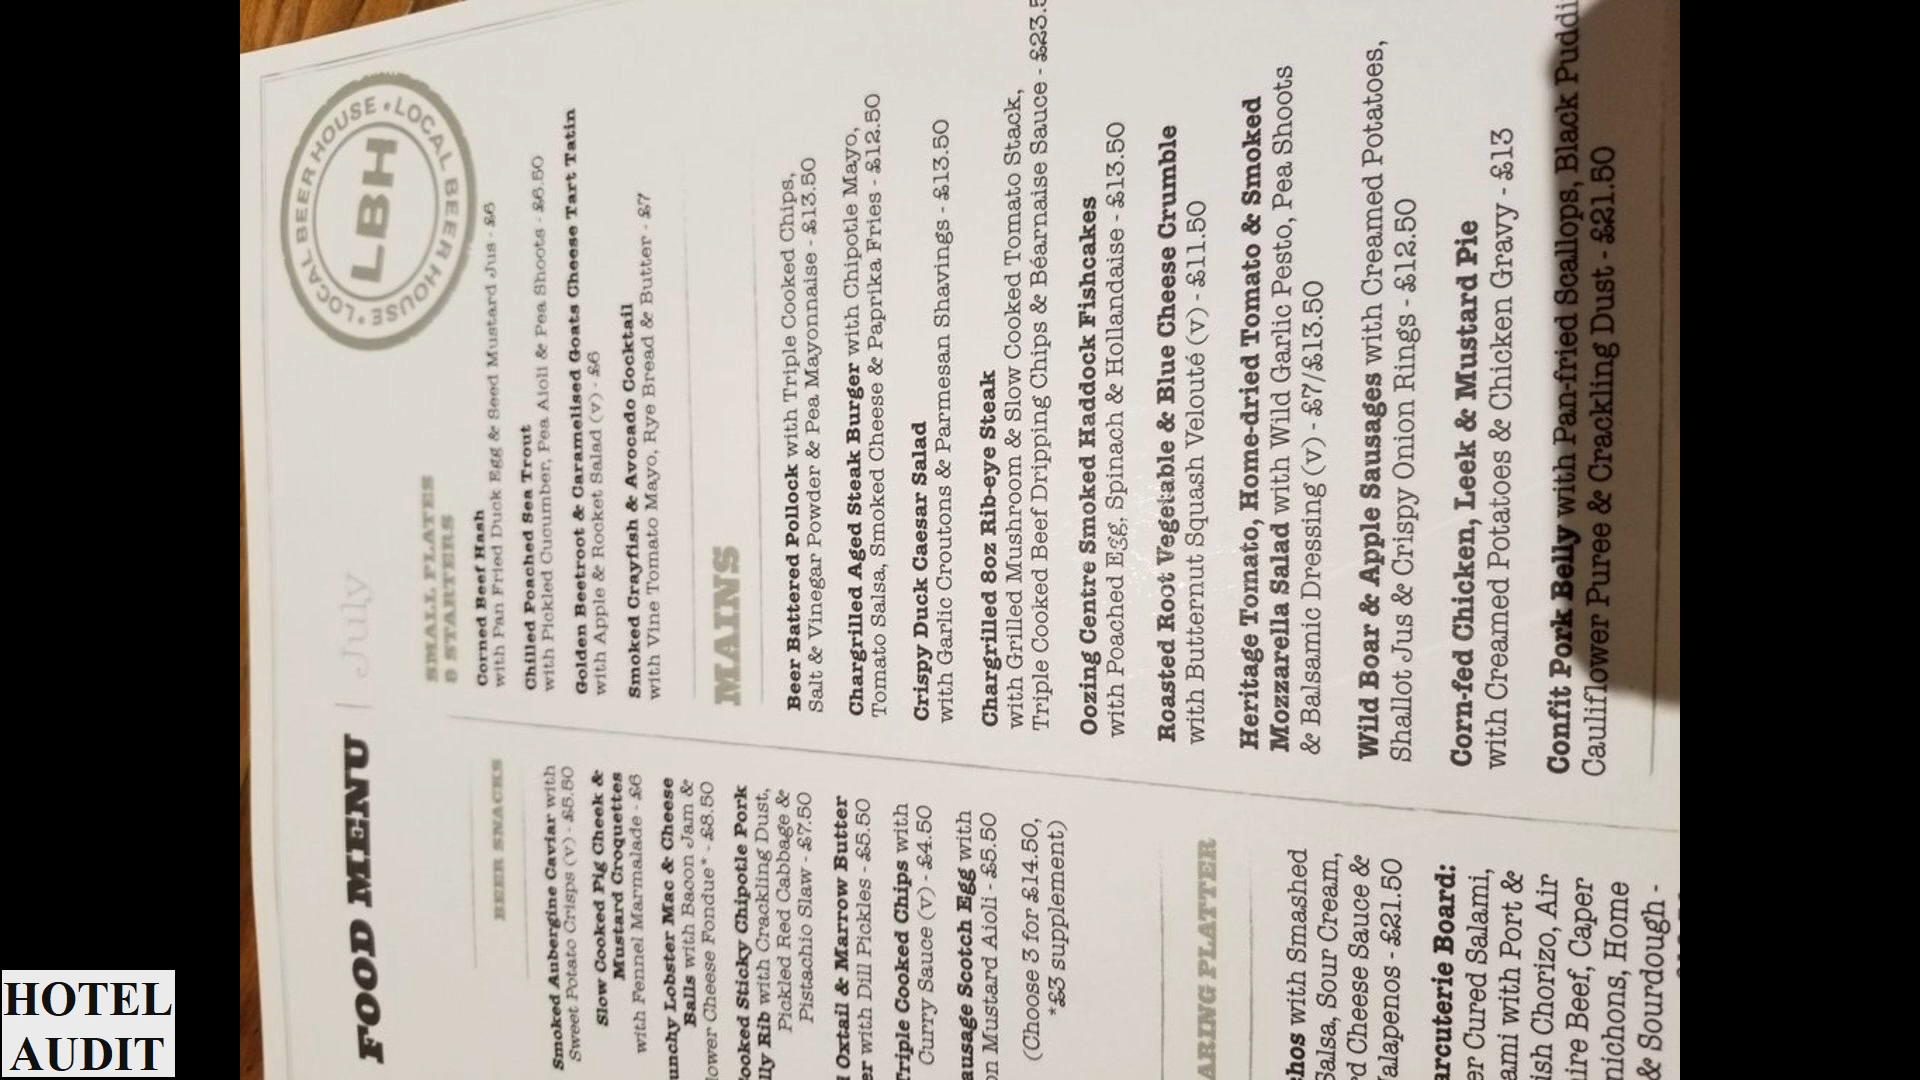 FOOD MENU | July
LOCAL BEER HOUSE • LOCAL BEER HOUSE •
LBH
BEER SNACKS
Smoked Aubergine Caviar with
Sweet Potato Crisps (v) - £5.50
Slow Cooked Pig Cheek &
Mustard Croquettes
with Fennel Marmalade - £6
Lobster Mac & Cheese
Balls with Bacon Jam &
Cheese Fondue* - £8.50
Sticky Chipotle Pork
Rib with Crackling Dust,
Pickled Red Cabbage &
Pistachio Slaw - £7.50
Oxtail & Marrow Butter
with Dill Pickles - £5.50
Triple Cooked Chips with
Curry Sauce (v) - £4.50
Scotch Egg with
Mustard Aioli - £5.50
(Choose 3 for £14.50,
*£3 supplement)
PLATTER
with Smashed
Salsa, Sour Cream,
Cheese Sauce &
Jalapenos - £21.50
Board:
Cured Salami,
with Port &
Chorizo, Air
Beef, Caper
Home
& Sourdough -
SMALL PLATES
& STARTERS
Corned Beef Hash
with Pan Fried Duck Egg & Seed Mustard Jus - £6
Chilled Poached Sea Trout
with Pickled Cucumber, Pea Aioli & Pea Shoots - £6.50
Golden Beetroot & Caramelised Goats Cheese Tart Tatin
with Apple & Rocket Salad (v) - £6
Smoked Crayfish & Avocado Cocktail
with Vine Tomato Mayo, Rye Bread & Butter - £7
MAINS
Beer Battered Pollock with Triple Cooked Chips,
Salt & Vinegar Powder & Pea Mayonnaise - £13.50
Chargrilled Aged Steak Burger with Chipotle Mayo,
Tomato Salsa, Smoked Cheese & Paprika Fries - £12.50
Crispy Duck Caesar Salad
with Garlic Croutons & Parmesan Shavings - £13.50
Chargrilled 8oz Rib-eye Steak
with Grilled Mushroom & Slow Cooked Tomato Stack,
Triple Cooked Beef Dripping Chips & Béarnaise Sauce - £23.5
Oozing Centre Smoked Haddock Fishcakes
with Poached Egg, Spinach & Hollandaise - £13.50
Roasted Root Vegetable & Blue Cheese Crumble
with Butternut Squash Velouté (v) - £11.50
Heritage Tomato, Home-dried Tomato & Smoked
Mozzarella Salad with Wild Garlic Pesto, Pea Shoots
& Balsamic Dressing (v) - £7/£13.50
Wild Boar & Apple Sausages with Creamed Potatoes,
Shallot Jus & Crispy Onion Rings - £12.50
Corn-fed Chicken, Leek & Mustard Pie
with Creamed Potatoes & Chicken Gravy - £13
Confit Pork Belly with Pan-fried Scallops, Black Puddi
Cauliflower Puree & Crackling Dust - £21.50
HOTEL
AUDIT